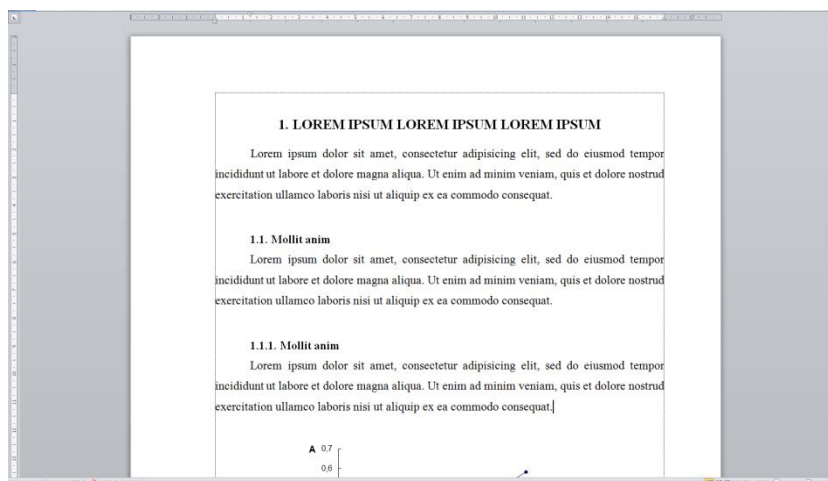 1. LOREM IPSUM LOREM IPSUM LOREM IPSUM
Lorem ipsum dolor sit amet, consectetur adipisicing elit, sed do eiusmod tempor
incididunt ut labore et dolore magna aliqua. Ut enim ad minim veniam, quis et dolore nostrud
exercitation ullamco laboris nisi ut aliquip ex ea commodo consequat.
1.1. Mollit anim
Lorem ipsum dolor sit amet, consectetur adipisicing elit, sed do eiusmod tempor
incididunt ut labore et dolore magna aliqua. Ut enim ad minim veniam, quis et dolore nostrud
exercitation ullamco laboris nisi ut aliquip ex ea commodo consequat.
1.1.1. Mollit anim
Lorem ipsum dolor sit amet, consectetur adipisicing elit, sed do eiusmod tempor
incididunt ut labore et dolore magna aliqua. Ut enim ad minim veniam, quis et dolore nostrud
exercitation ullamco laboris nisi ut aliquip ex ea commodo consequat.
A 0,7
0,6